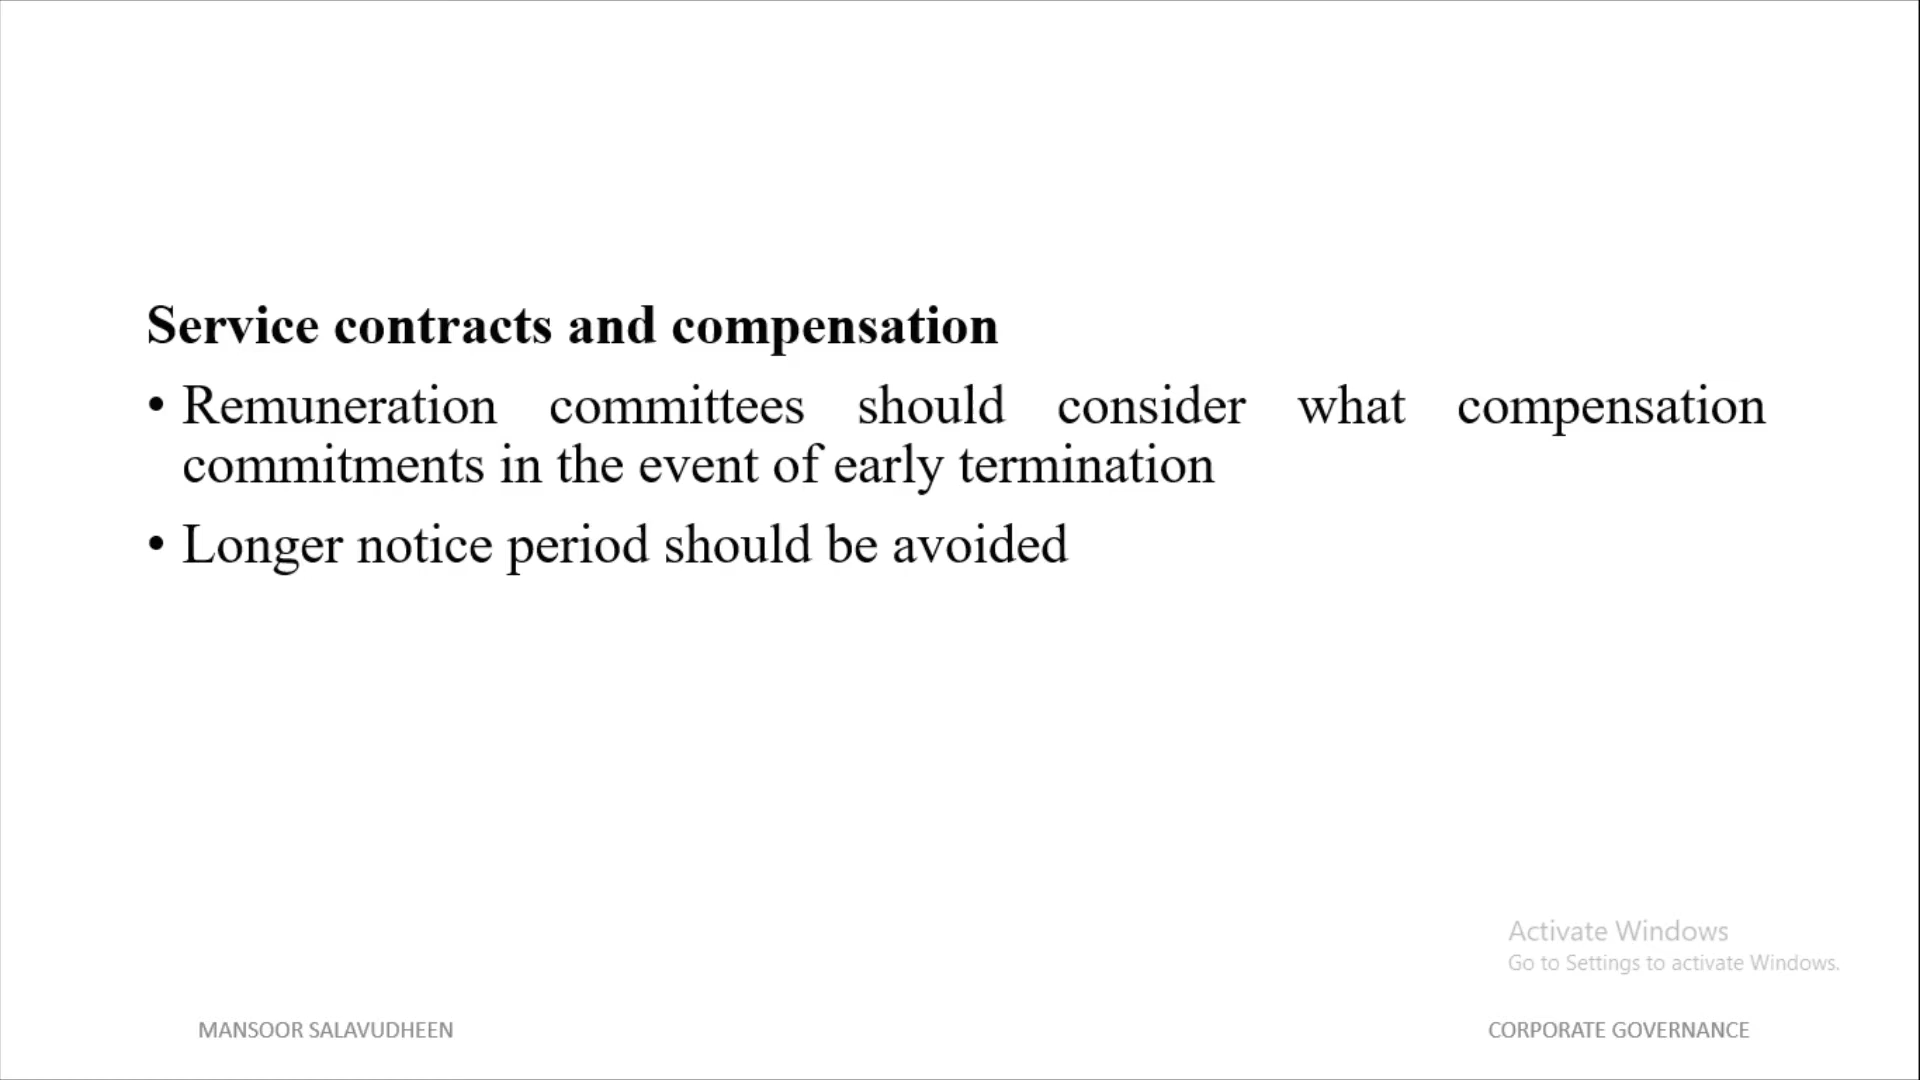 Service contracts and compensation
• Remuneration committees should consider what compensation
commitments in the event of early termination
• Longer notice period should be avoided
Activate Windows
Go to Settings to activate Windows.
MANSOOR SALAVUDHEEN
CORPORATE GOVERNANCE